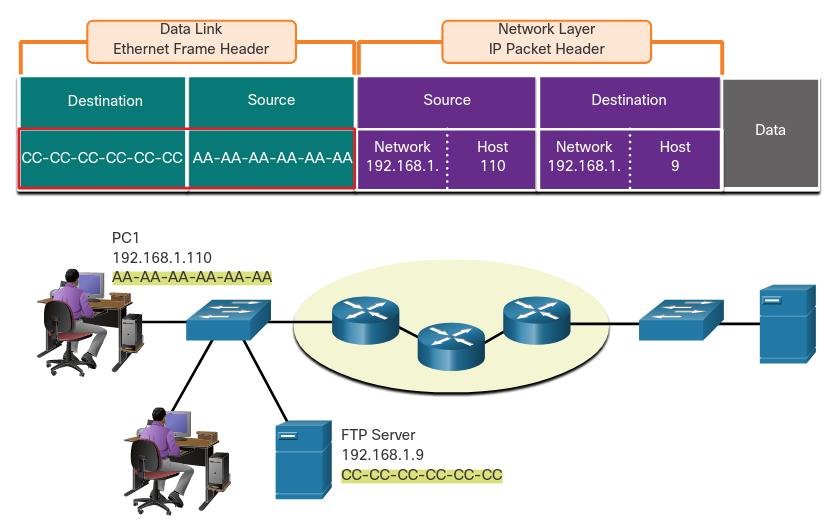 Data Link
Ethernet Frame Header
Network Layer
IP Packet Header
Destination
Source
Source
Destination
Data
CC-CC-CC-CC-CC-CC
AA-AA-AA-AA-AA-AA
Network
192.168.1.
Host
110
Network
192.168.1.
Host
9
PC1
192.168.1.110
AA-AA-AA-AA-AA-AA
FTP Server
192.168.1.9
CC-CC-CC-CC-CC-CC